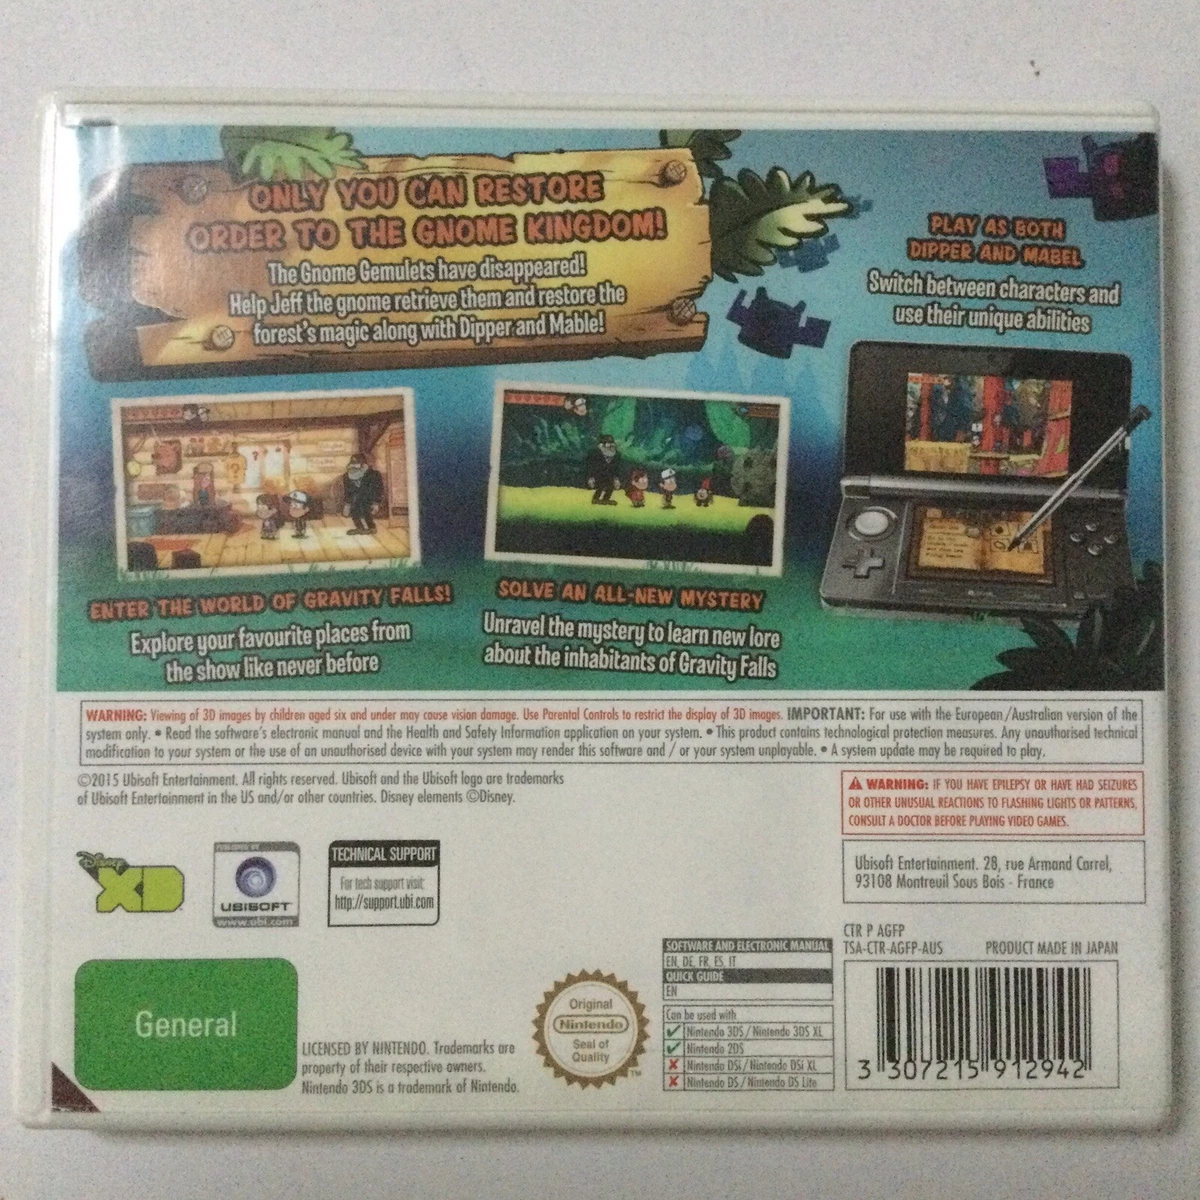 ONLY YOU CAN RESTORE
ORDER TO THE GNOME KINGDOM!
The Gnome Gemulets have disappeared!
Help Jeff the gnome retrieve them and restore the
forest's magic along with Dipper and Mable!
PLAY AS BOTH
DIPPER AND MABEL
Switch between characters and
use their unique abilities
ENTER THE WORLD OF GRAVITY FALLS!
Explore your favourite places from
the show like never before
SOLVE AN ALL-NEW MYSTERY
Unravel the mystery to learn new lore
about the inhabitants of Gravity Falls
WARNING: Viewing of 3D images by children aged six and under may cause vision damage. Use Parental Controls to restrict the display of 3D images. IMPORTANT: For use with the European/Australian version of the
system only. • Read the software's electronic manual and the Health and Safety Information application on your system. • This product contains technological protection measures. Any unauthorised technical
modification to your system or the use of an unauthorised device with your system may render this software and / or your system unplayable. • A system update may be required to play.
©2015 Ubisoft Entertainment. All rights reserved. Ubisoft and the Ubisoft logo are trademarks
of Ubisoft Entertainment in the US and/or other countries. Disney elements ©Disney.
WARNING: IF YOU HAVE EPILEPSY OR HAVE HAD SEIZURES
OR OTHER UNUSUAL REACTIONS TO FLASHING LIGHTS OR PATTERNS,
CONSULT A DOCTOR BEFORE PLAYING VIDEO GAMES.
Disney
XD
PUBLISHED BY
UBISOFT
www.ubi.com
TECHNICAL SUPPORT
For tech support visit:
http://support.ubi.com
Ubisoft Entertainment. 28, rue Armand Carrel,
93108 Montreuil Sous Bois - France
CTR P AGFP
TSA-CTR-AGFP-AUS PRODUCT MADE IN JAPAN
General
LICENSED BY NINTENDO. Trademarks are
property of their respective owners.
Nintendo 3DS is a trademark of Nintendo.
Original
Nintendo
Seal of
Quality
TM
SOFTWARE AND ELECTRONIC MANUAL
EN, DE, FR, ES, IT
QUICK GUIDE
EN
Can be used with
Nintendo 3DS / Nintendo 3DS XL
Nintendo 2DS
Nintendo DSi / Nintendo DSi XL
Nintendo DS / Nintendo DS Lite
3 307215 912942